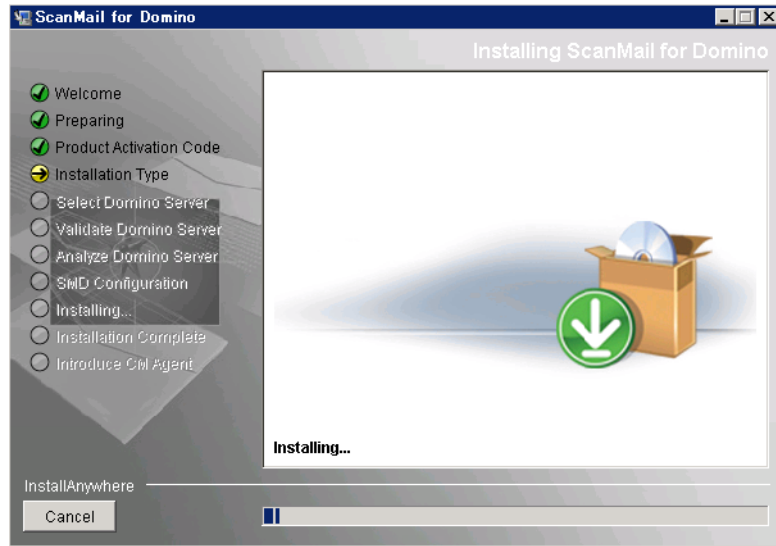 ScanMail for Domino
Installing ScanMail for Domino
Welcome
Preparing
Product Activation Code
Installation Type
Select Domino Server
Validate Domino Server
Analyze Domino Server
SMD Configuration
Installing...
Installation Complete
Introduce CM Agent
Installing...
InstallAnywhere
Cancel